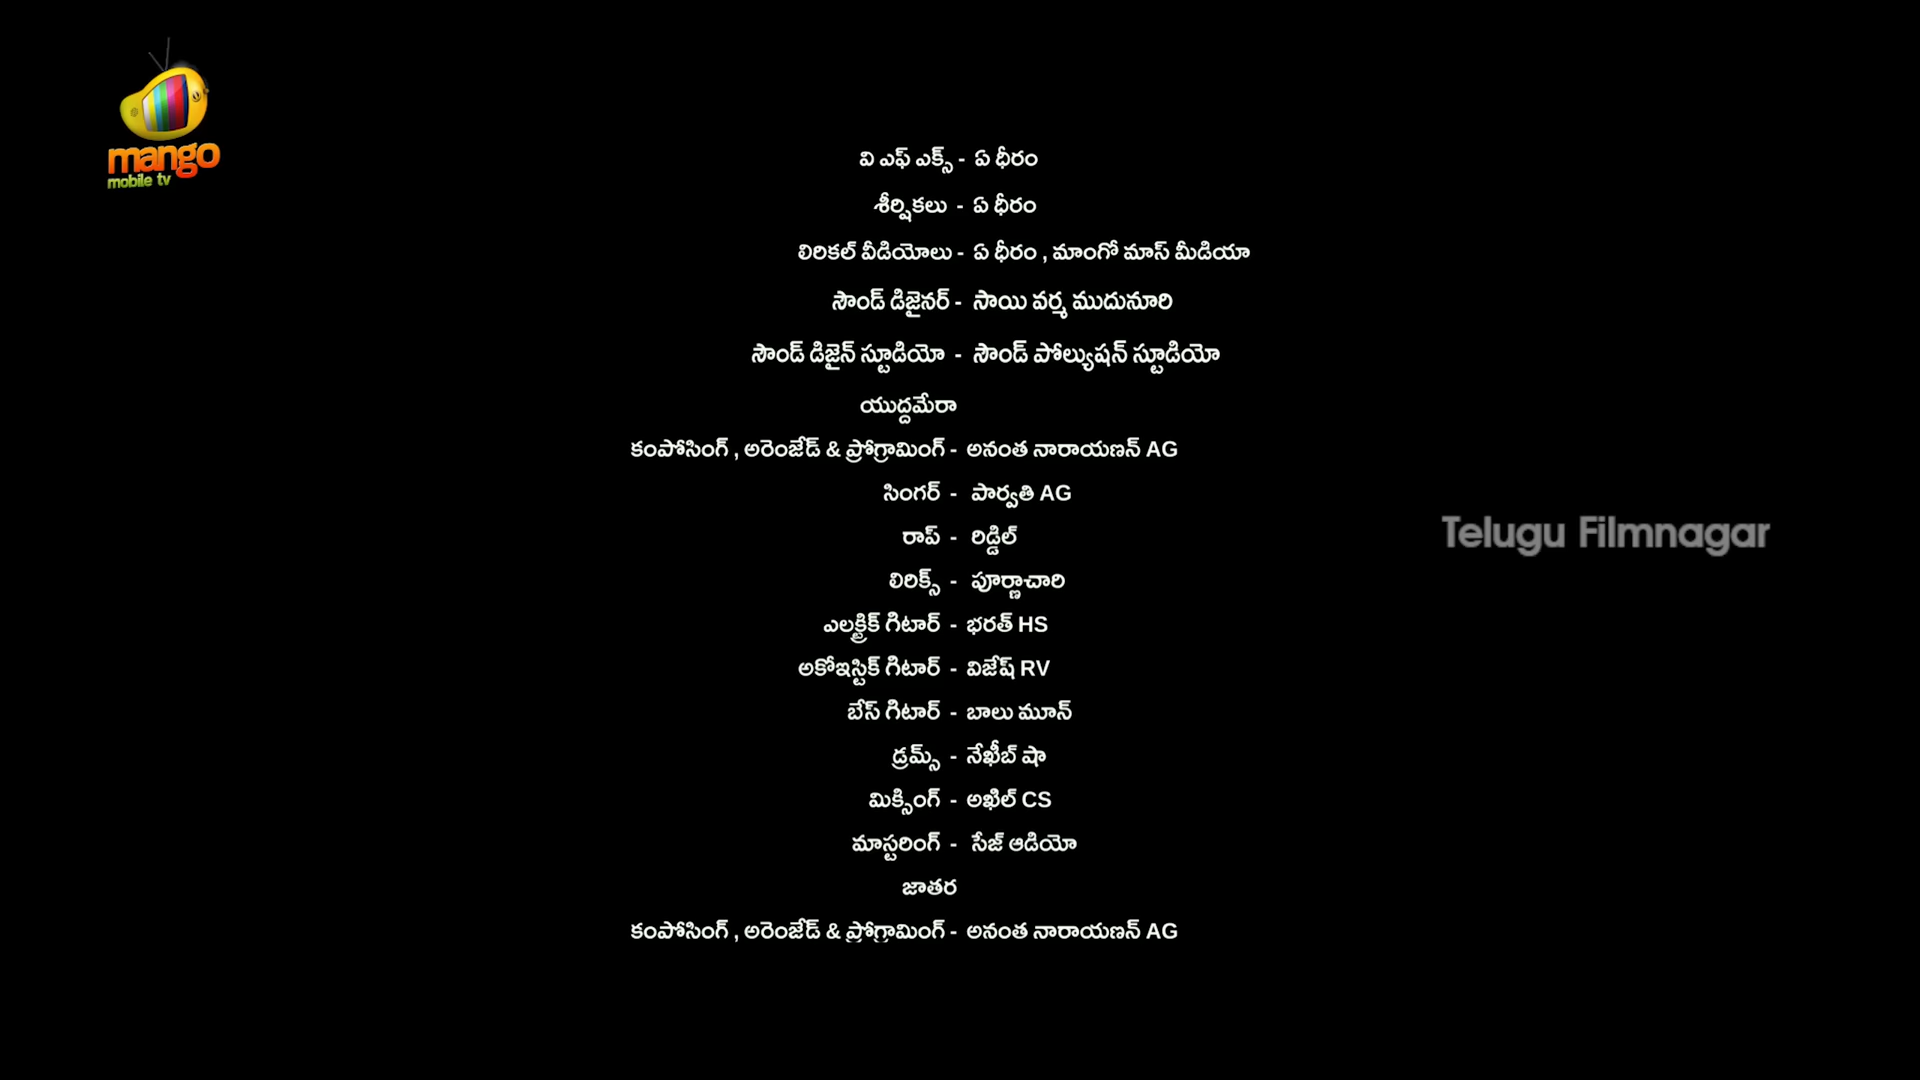 mango
mobile tv
వి ఎఫ్ ఎక్స్ - ఏ ధీరం
శీర్షికలు - ఏ ధీరం
లిరికల్ వీడియోలు - ఏ ధీరం , మాంగో మాస్ మీడియా
సౌండ్ డిజైనర్ - సాయి వర్మ ముదునూరి
సౌండ్ డిజైన్ స్టూడియో - సౌండ్ పోల్యుషన్ స్టూడియో
యుద్ధమేరా
కంపోసింగ్ , అరెంజేడ్ & ప్రోగ్రామింగ్ - అనంత నారాయణన్ AG
సింగర్ - పార్వతి AG
రాప్ - రిడ్డిల్
Telugu Filmnagar
లిరిక్స్ - పూర్ణాచారి
ఎలక్ట్రిక్ గిటార్ - భరత్ HS
అకోఇస్టిక్ గిటార్ - విజేష్ RV
బేస్ గిటార్ - బాలు మూన్
డ్రమ్స్ - నేఖీబ్ షా
మిక్సింగ్ - అఖిల్ CS
మాస్టరింగ్ - సేజ్ ఆడియో
జాతర
కంపోసింగ్ , అరెంజేడ్ & ప్రోగ్రామింగ్ - అనంత నారాయణన్ AG